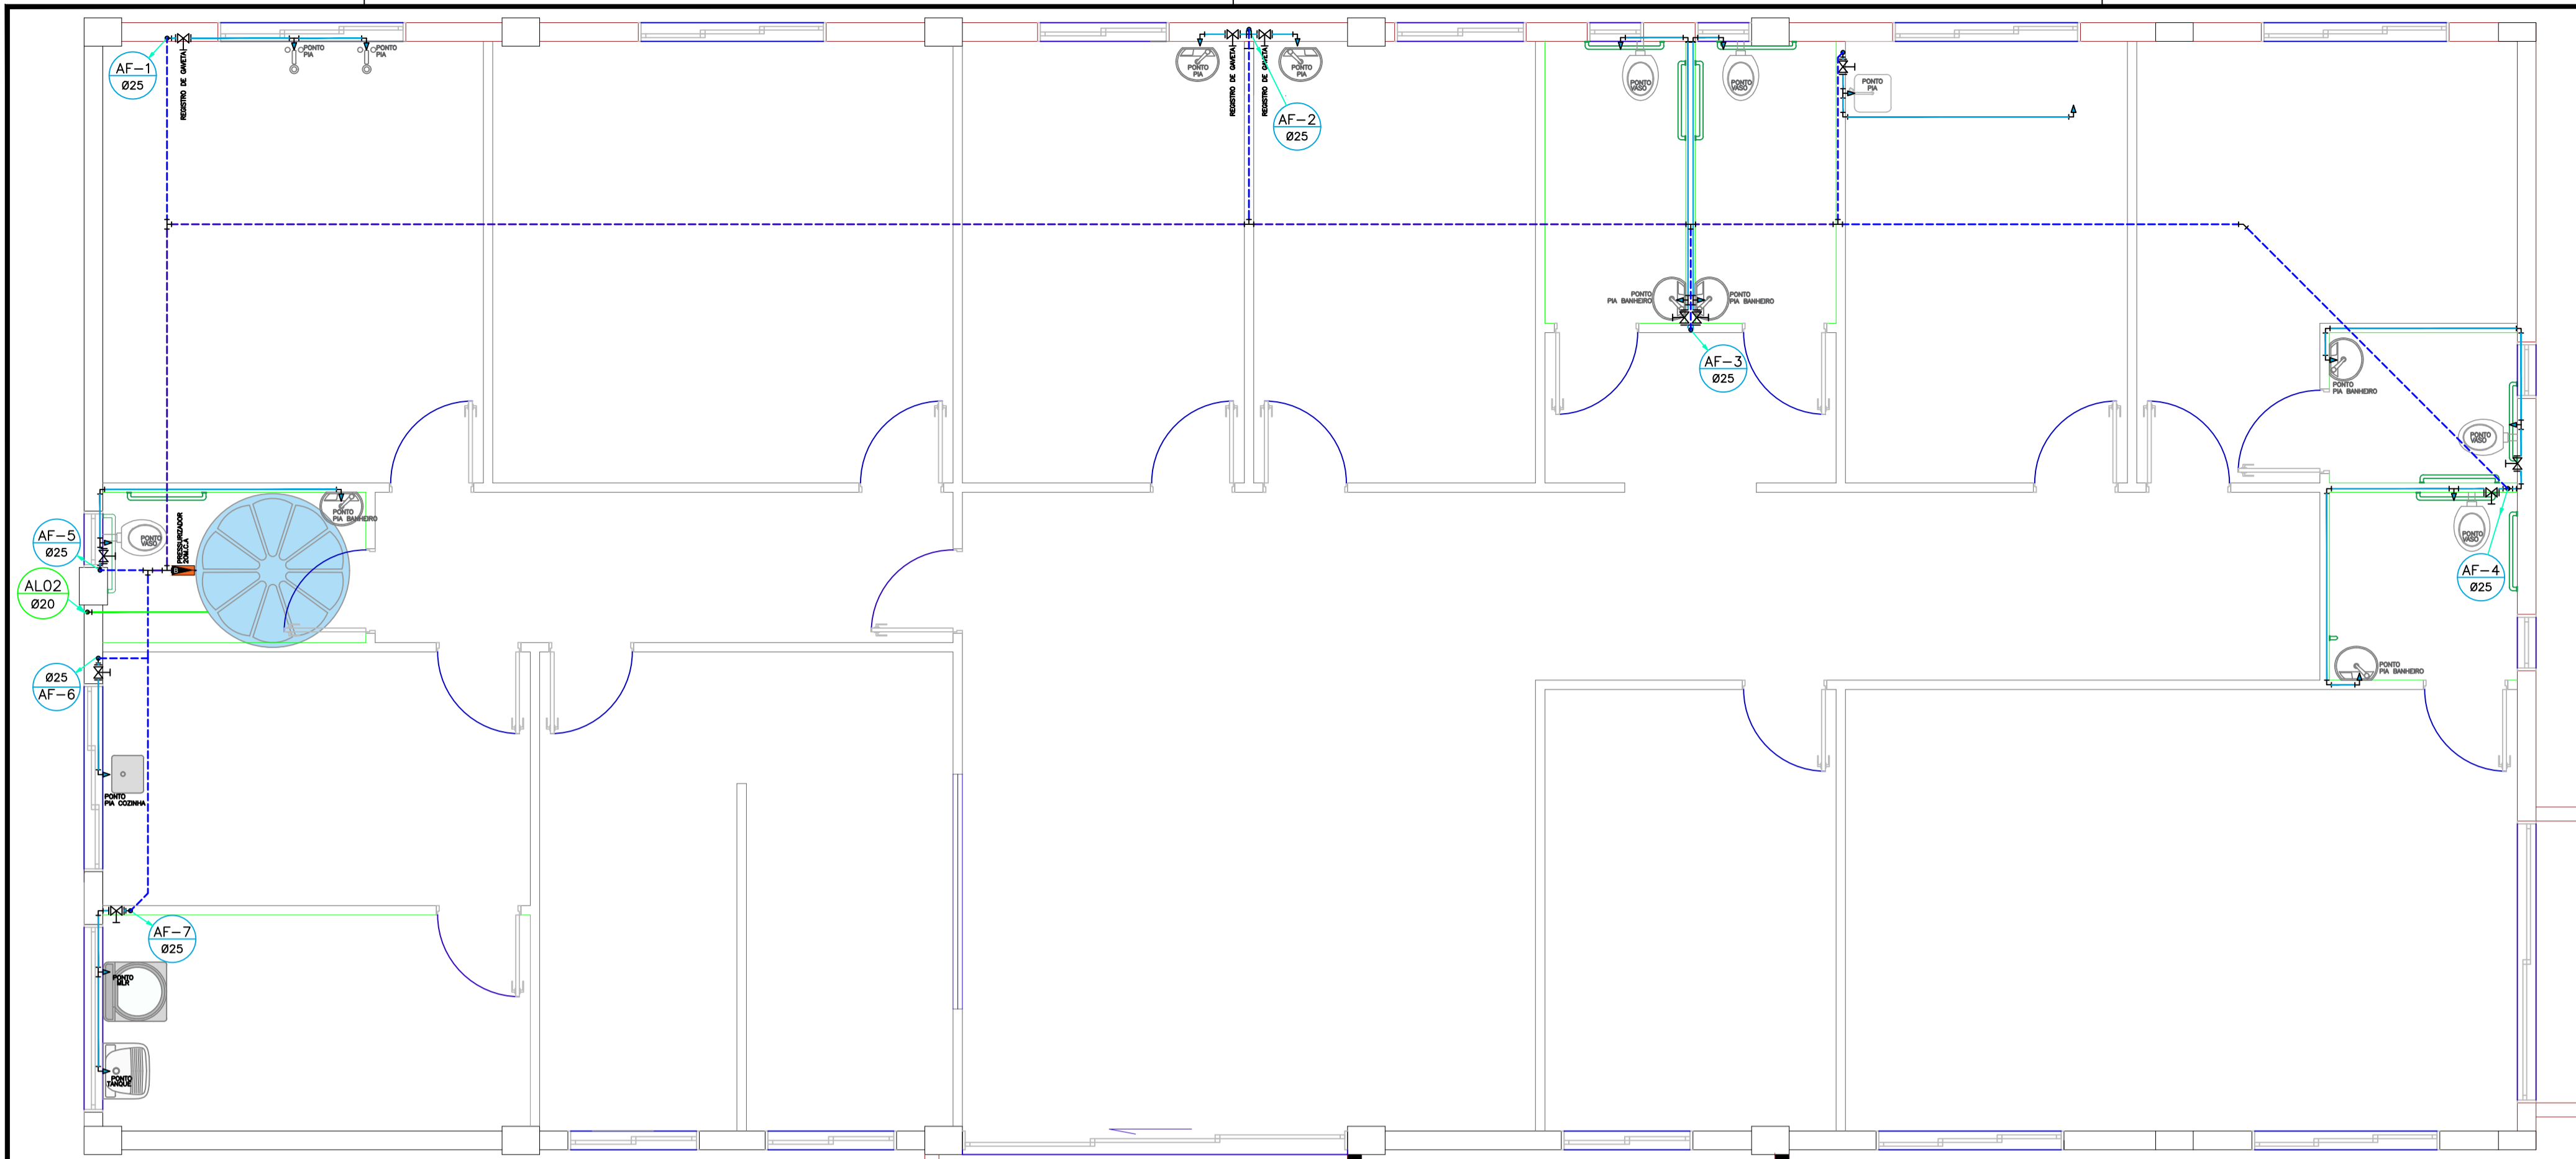 AF-1
Ø25
REGISTRO DE GAVETA
PONTO
PIA
PONTO
PIA
PONTO
PIA
REGISTRO DE GAVETA
REGISTRO DE GAVETA
PONTO
PIA
AF-2
Ø25
PONTO
VASO
PONTO
VASO
PONTO
PIA
PONTO
PIA BANHEIRO
PONTO
PIA BANHEIRO
AF-3
Ø25
PONTO
PIA BANHEIRO
PONTO
VASO
PONTO
VASO
AF-4
Ø25
PONTO
PIA BANHEIRO
PONTO
PIA BANHEIRO
PONTO
VASO
AF-5
Ø25
PRESSURIZADOR
20M.C.A
B
AL02
Ø20
Ø25
AF-6
PONTO
PIA COZINHA
AF-7
Ø25
PONTO
MLR
PONTO
TANQUE